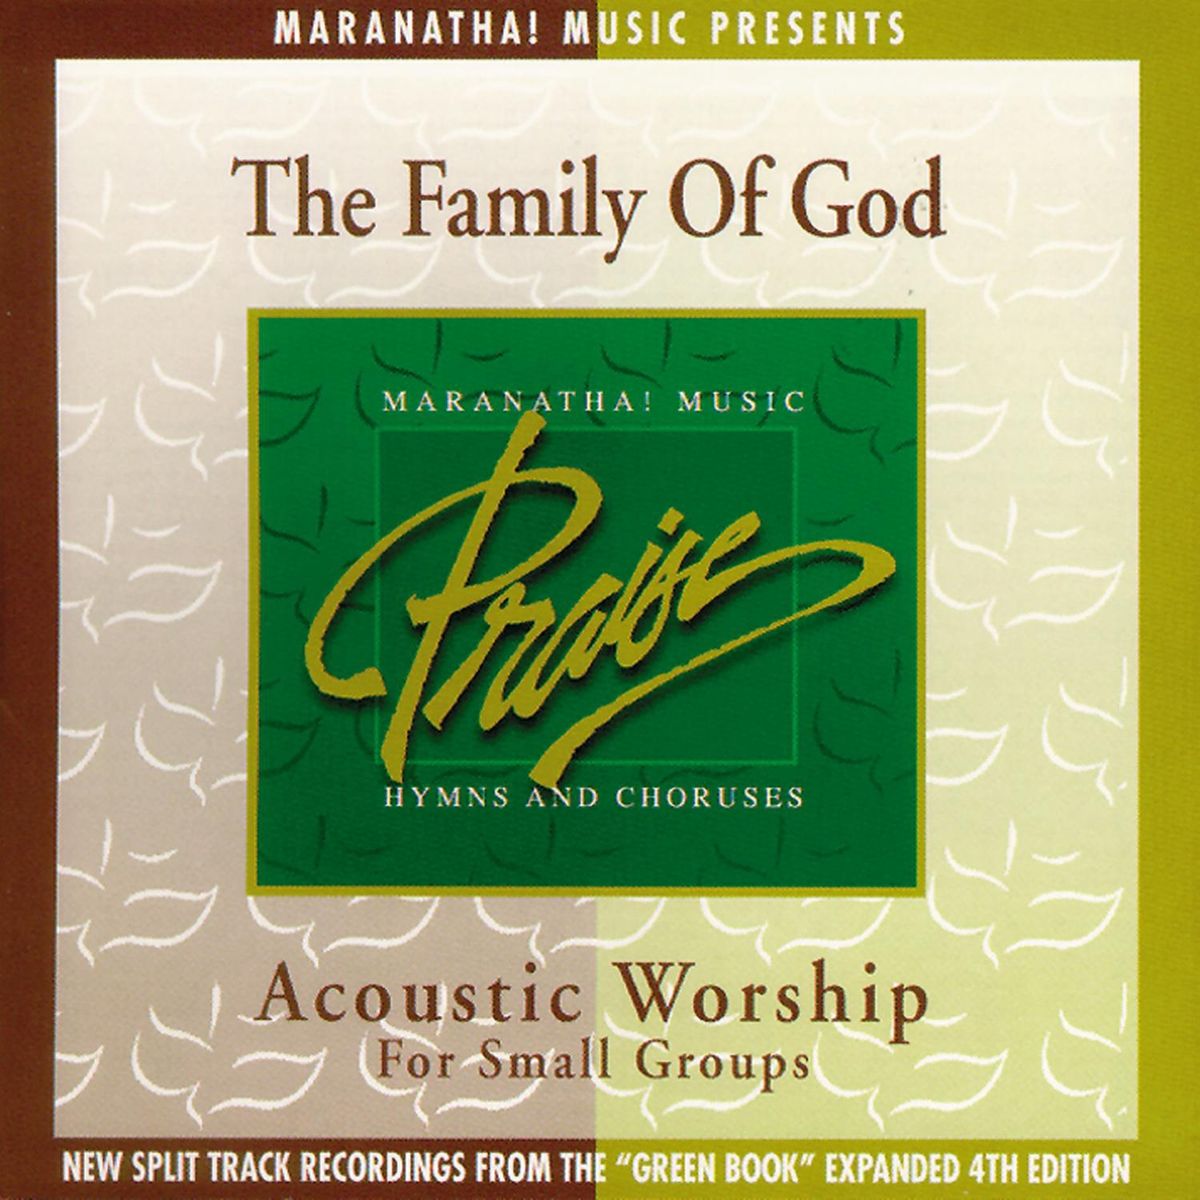 MARANATHA! MUSIC PRESENTS
The Family Of God
MARANATHA! MUSIC
Praise
HYMNS AND CHORUSES
Acoustic Worship
For Small Groups
NEW SPLIT TRACK RECORDINGS FROM THE "GREEN BOOK" EXPANDED 4TH EDITION